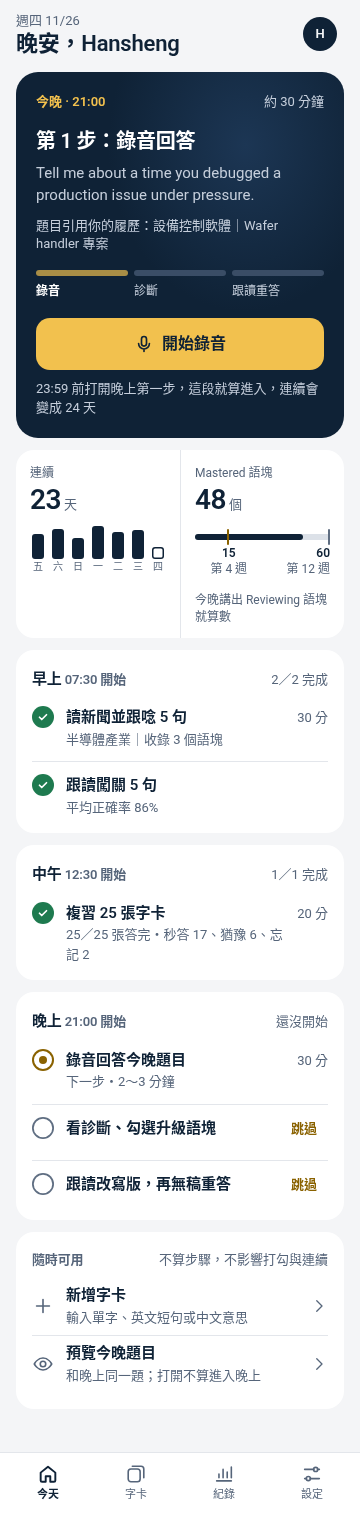 週四 11/26
晚安，Hansheng
H
今晚 · 21:00
約 30 分鐘
第 1 步：錄音回答
Tell me about a time you debugged a
production issue under pressure.
題目引用你的履歷：設備控制軟體｜Wafer
handler 專案
錄音
診斷
跟讀重答
開始錄音
23:59 前打開晚上第一步，這段就算進入，連續會
變成 24 天
連續
23 天
五 六 日 一 二 三 四
Mastered 語塊
48 個
15
60
第 4 週
第 12 週
今晚講出 Reviewing 語塊
就算數
早上 07:30 開始
2／2 完成
讀新聞並跟唸 5 句
30 分
半導體產業｜收錄 3 個語塊
跟讀闖關 5 句
平均正確率 86%
中午 12:30 開始
1／1 完成
複習 25 張字卡
20 分
25／25 張答完・秒答 17、猶豫 6、忘
記 2
晚上 21:00 開始
還沒開始
錄音回答今晚題目
30 分
下一步・2～3 分鐘
看診斷、勾選升級語塊
跳過
跟讀改寫版，再無稿重答
跳過
隨時可用
不算步驟，不影響打勾與連續
新增字卡
輸入單字、英文短句或中文意思
預覽今晚題目
和晚上同一題；打開不算進入晚上
今天
字卡
紀錄
設定